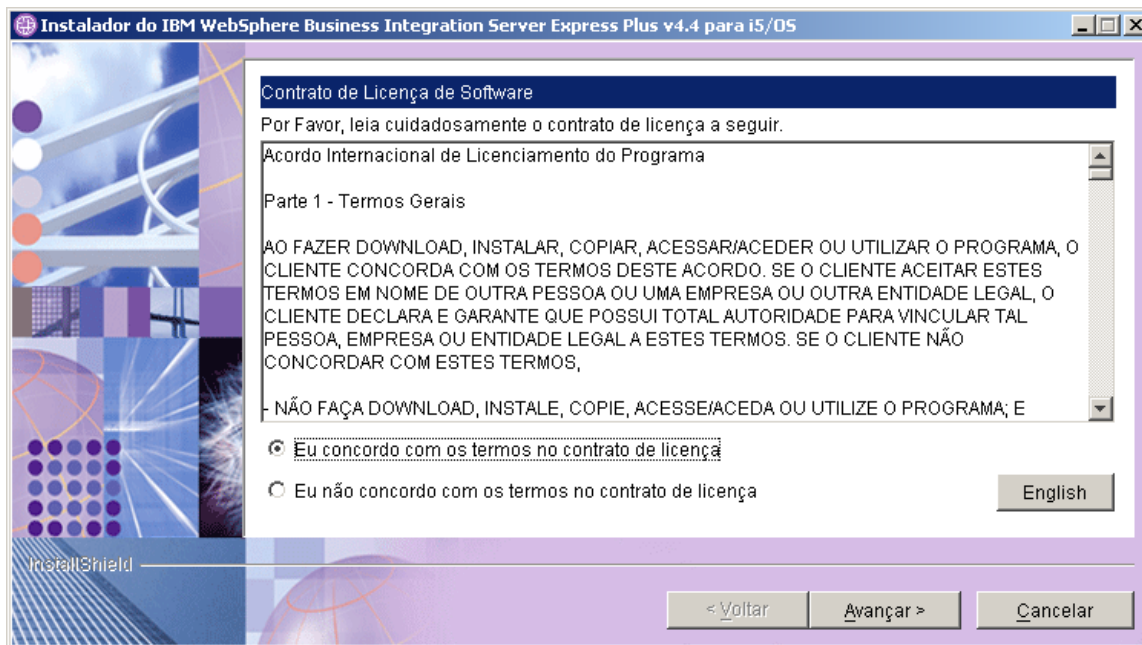 Instalador do IBM WebSphere Business Integration Server Express Plus v4.4 para i5/OS
Contrato de Licença de Software
Por Favor, leia cuidadosamente o contrato de licença a seguir.
Acordo Internacional de Licenciamento do Programa
Parte 1 - Termos Gerais
AO FAZER DOWNLOAD, INSTALAR, COPIAR, ACESSAR/ACEDER OU UTILIZAR O PROGRAMA, O
CLIENTE CONCORDA COM OS TERMOS DESTE ACORDO. SE O CLIENTE ACEITAR ESTES
TERMOS EM NOME DE OUTRA PESSOA OU UMA EMPRESA OU OUTRA ENTIDADE LEGAL, O
CLIENTE DECLARA E GARANTE QUE POSSUI TOTAL AUTORIDADE PARA VINCULAR TAL
PESSOA, EMPRESA OU ENTIDADE LEGAL A ESTES TERMOS. SE O CLIENTE NÃO
CONCORDAR COM ESTES TERMOS,
- NÃO FAÇA DOWNLOAD, INSTALE, COPIE, ACESSE/ACEDA OU UTILIZE O PROGRAMA; E
Eu concordo com os termos no contrato de licença
Eu não concordo com os termos no contrato de licença
English
InstallShield
< Voltar
Avançar >
Cancelar